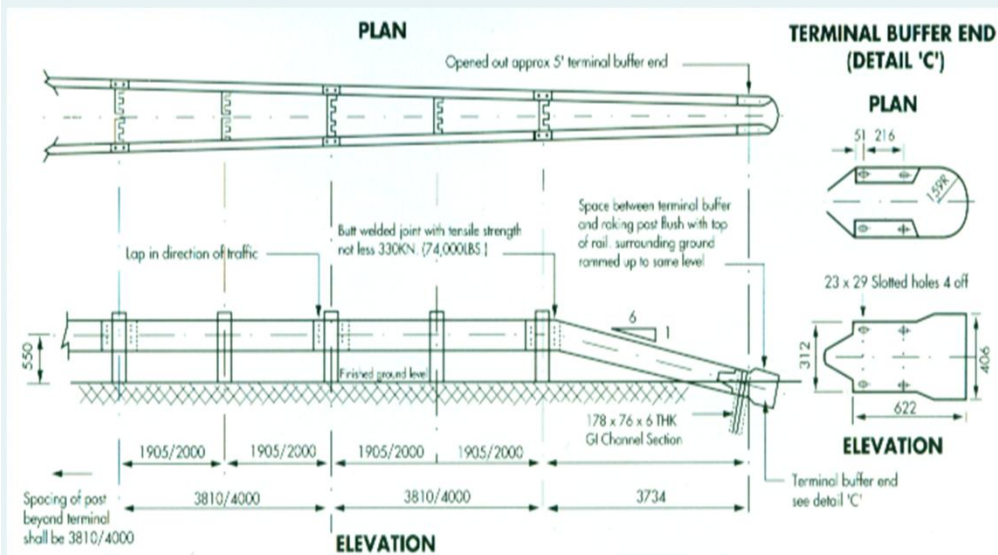 PLAN
Opened out approx 5' terminal buffer end
TERMINAL BUFFER END
(DETAIL 'C')
PLAN
51 216
159R
Lap in direction of traffic
Butt welded joint with tensile strength
not less 330KN. (74,000LBS )
Space between terminal buffer
and raking post flush with top
of rail. surrounding ground
rammed up to same level
6
1
550
Finished ground level
178 x 76 x 6 THK
GI Channel Section
23 x 29 Slotted holes 4 off
312
406
622
ELEVATION
1905/2000
1905/2000
1905/2000
1905/2000
3810/4000
3810/4000
3734
Spacing of post
beyond terminal
shall be 3810/4000
Terminal buffer end
see detail 'C'
ELEVATION